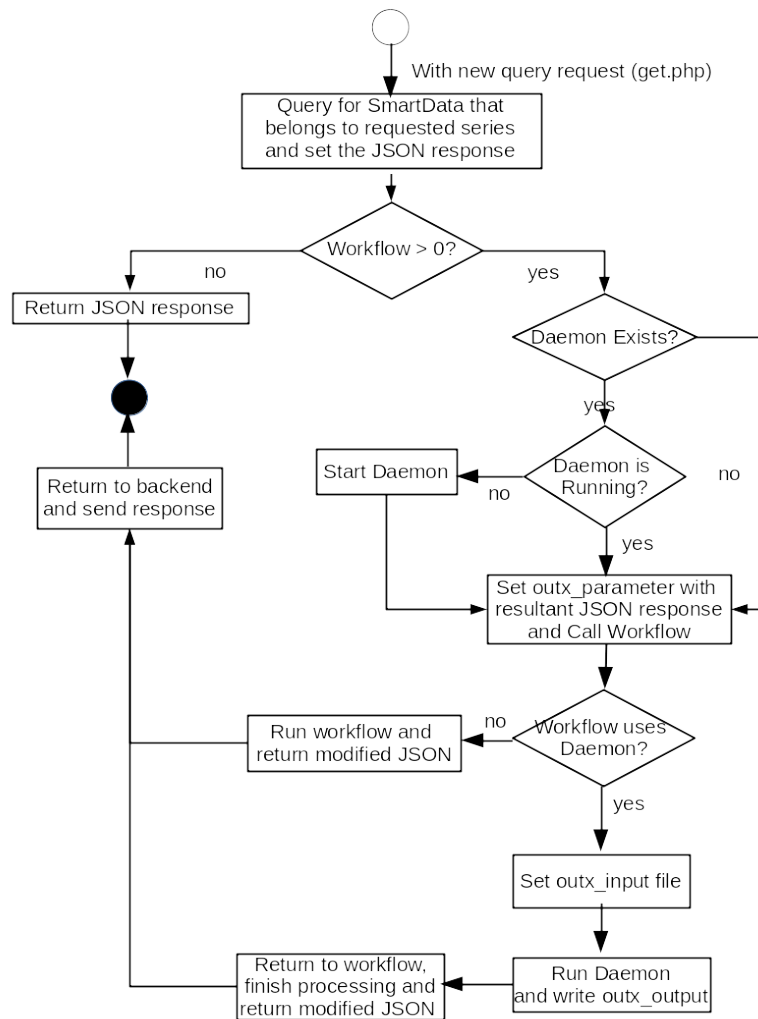 With new query request (get.php)
Query for SmartData that
belongs to requested series
and set the JSON response
Workflow > 0?
no
yes
Return JSON response
Daemon Exists?
yes
Daemon is
Running?
no
no
Start Daemon
Return to backend
and send response
yes
Set outx_parameter with
resultant JSON response
and Call Workflow
Workflow uses
Daemon?
no
Run workflow and
return modified JSON
yes
Set outx_input file
Run Daemon
and write outx_output
Return to workflow,
finish processing and
return modified JSON